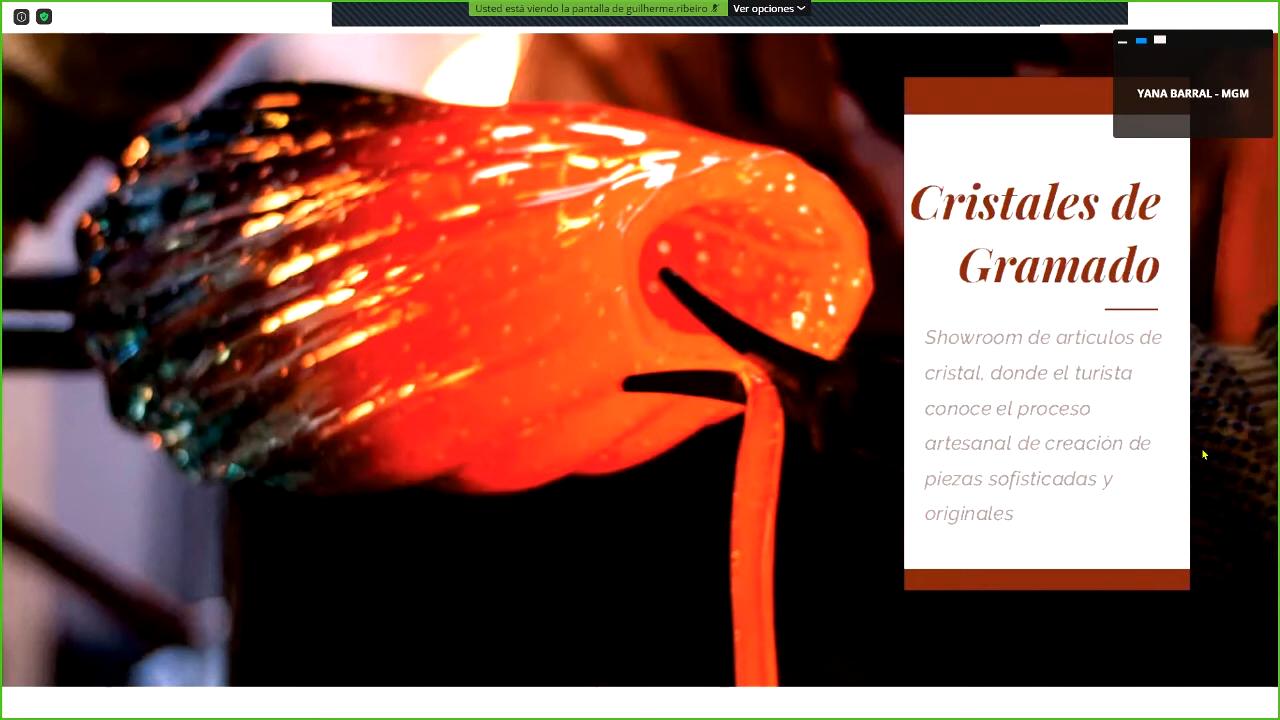 Usted está viendo la pantalla de guilherme.ribeiro
Ver opciones
YANA BARRAL - MGM
Cristales de
Gramado
Showroom de artículos de
cristal, donde el turista
conoce el proceso
artesanal de creación de
piezas sofisticadas y
originales